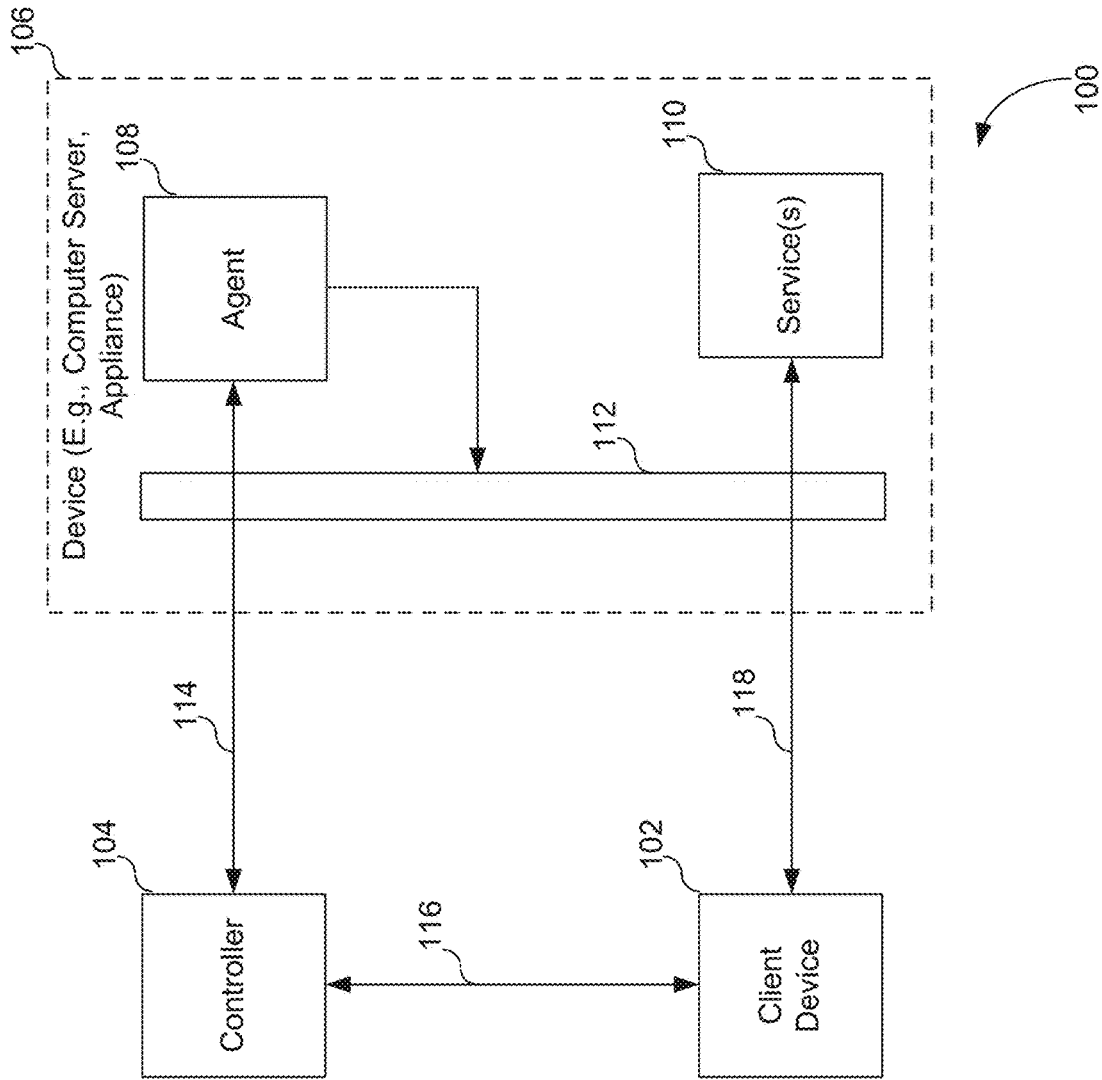 106
Device (E.g., Computer Server,
Appliance)
108
Agent
104
Controller
114
112
116
110
Service(s)
102
Client
Device
118
100